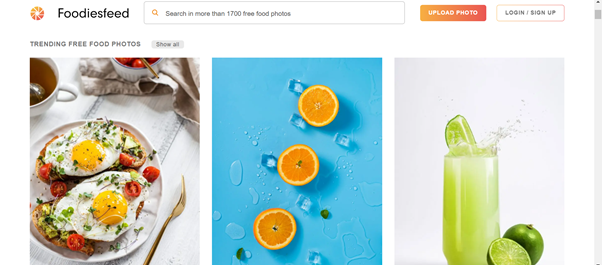 Foodiesfeed
Search in more than 1700 free food photos
UPLOAD PHOTO
LOGIN / SIGN UP
TRENDING FREE FOOD PHOTOS
Show all